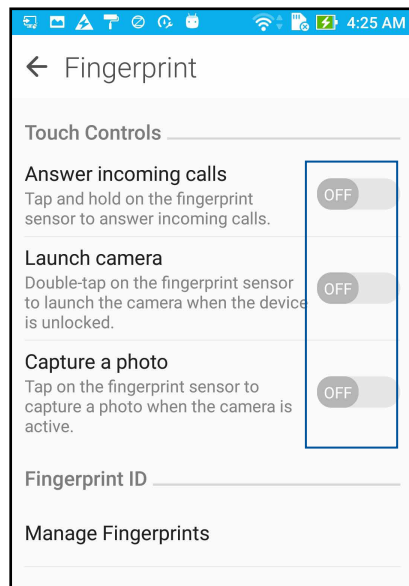 4:25 AM
Fingerprint
Touch Controls
Answer incoming calls
Tap and hold on the fingerprint
sensor to answer incoming calls.
OFF
Launch camera
Double-tap on the fingerprint sensor
to launch the camera when the device
is unlocked.
OFF
Capture a photo
Tap on the fingerprint sensor to
capture a photo when the camera is
active.
OFF
Fingerprint ID
Manage Fingerprints